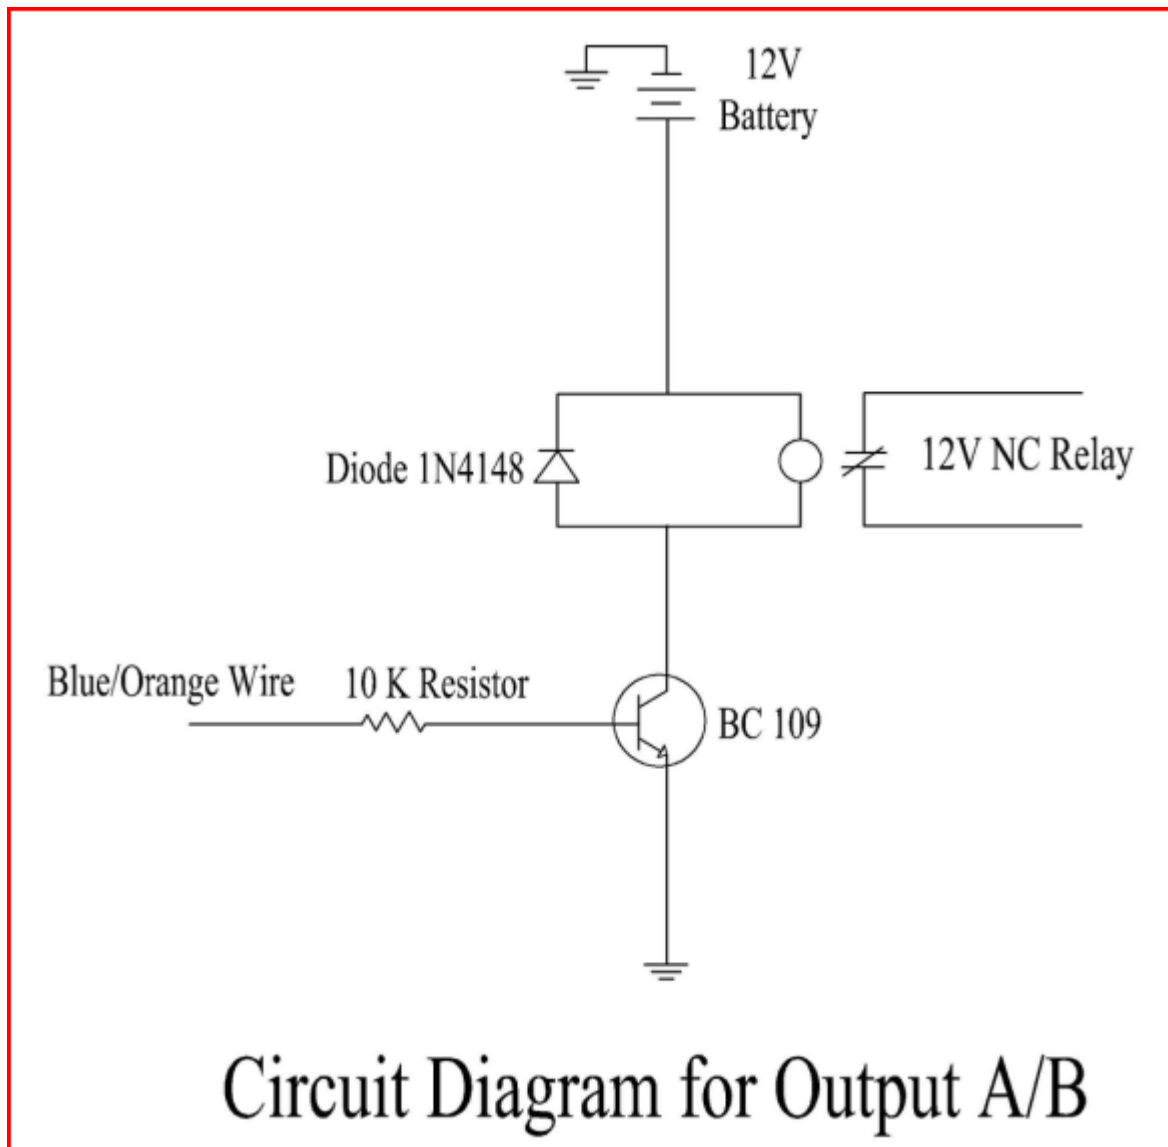 12V
Battery
Diode 1N4148
12V NC Relay
Blue/Orange Wire
10 K Resistor
BC 109
Circuit Diagram for Output A/B